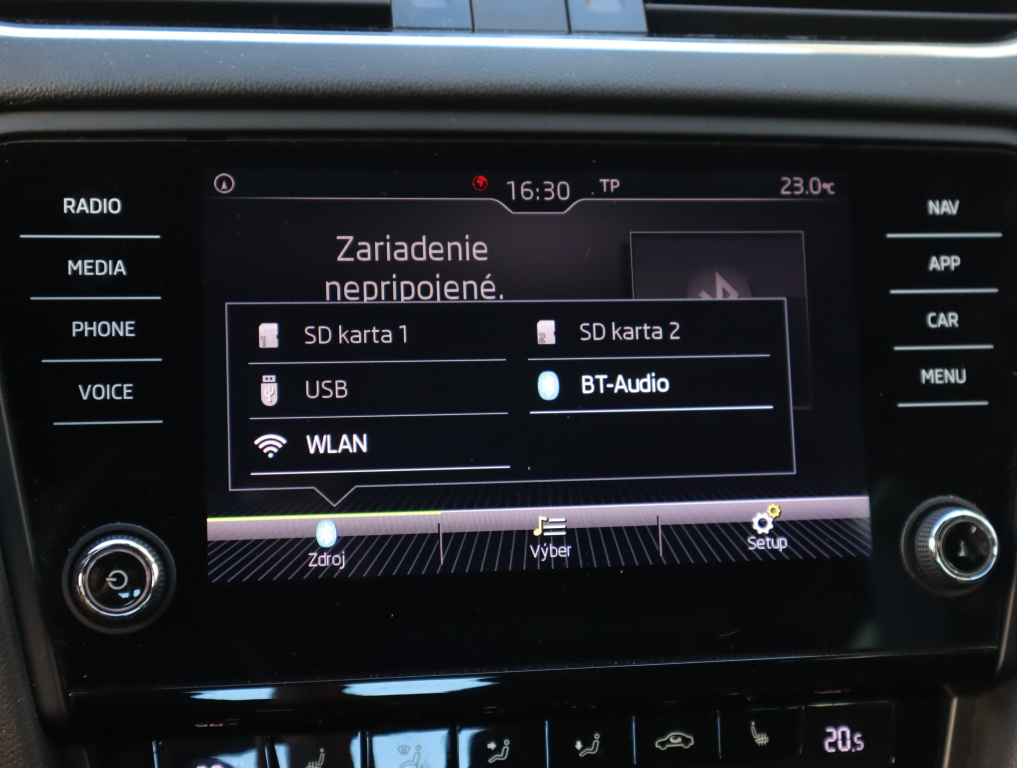 16:30 TP 23.0°C
RADIO
MEDIA
PHONE
VOICE
NAV
APP
CAR
MENU
Zariadenie
nepripojené.
SD karta 1
SD karta 2
USB
BT-Audio
WLAN
Zdroj
Výber
Setup
20.5